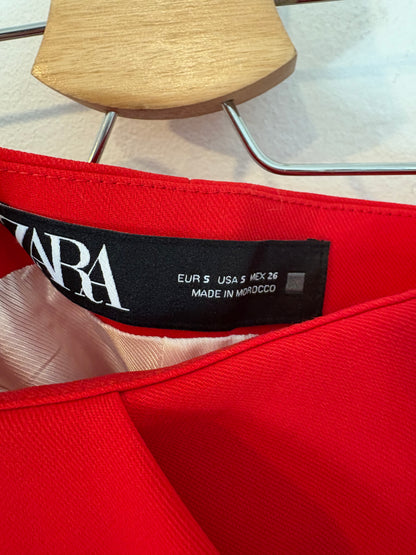 ZARA
EUR S USA S MEX 26
MADE IN MOROCCO